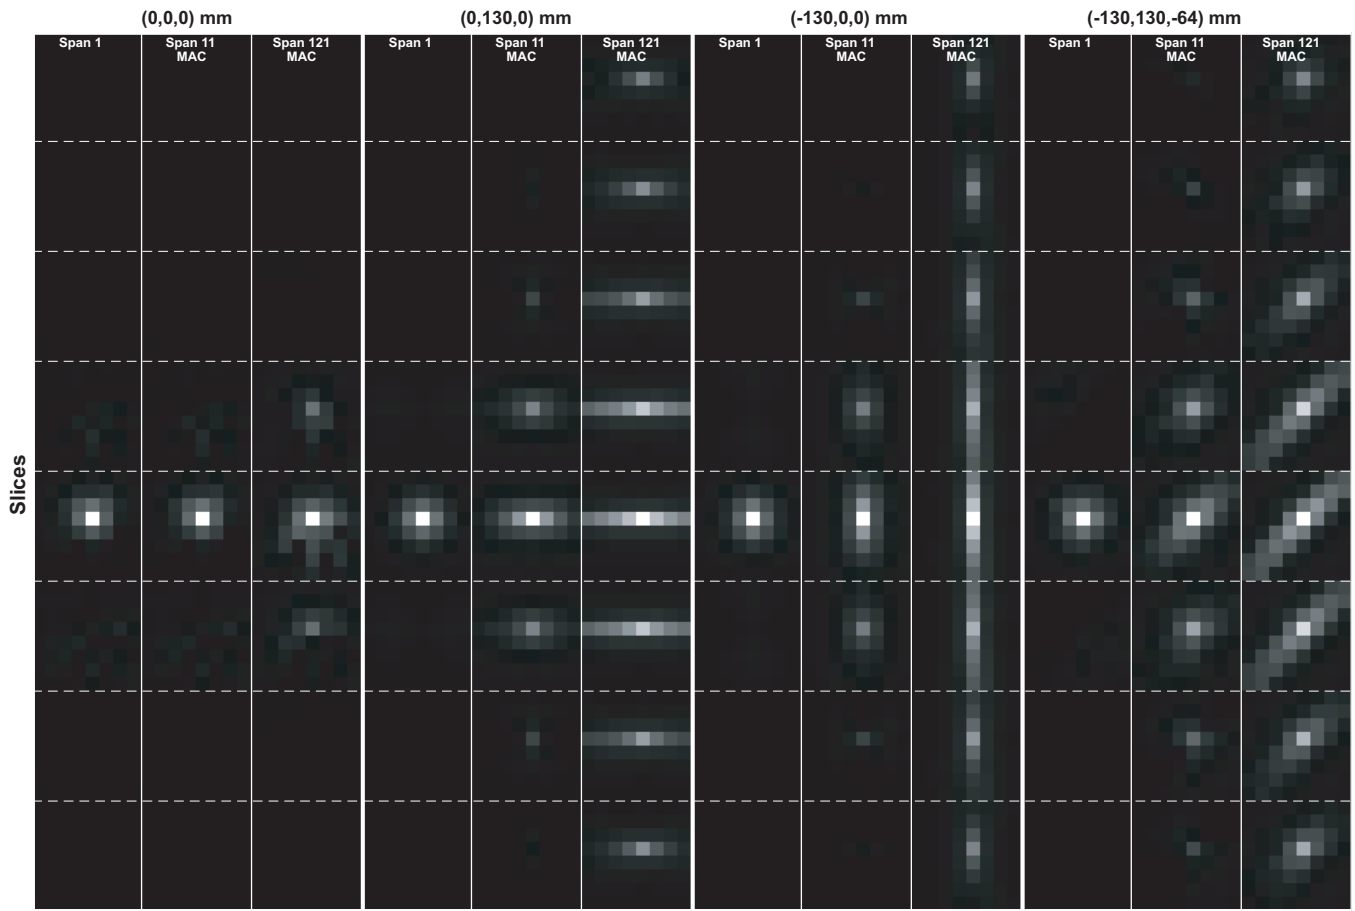 (0,0,0) mm
(0,130,0) mm
(-130,0,0) mm
(-130,130,-64) mm
Span 1
Span 11
MAC
Span 121
MAC
Span 1
Span 11
MAC
Span 121
MAC
Span 1
Span 11
MAC
Span 121
MAC
Span 1
Span 11
MAC
Span 121
MAC
Slices